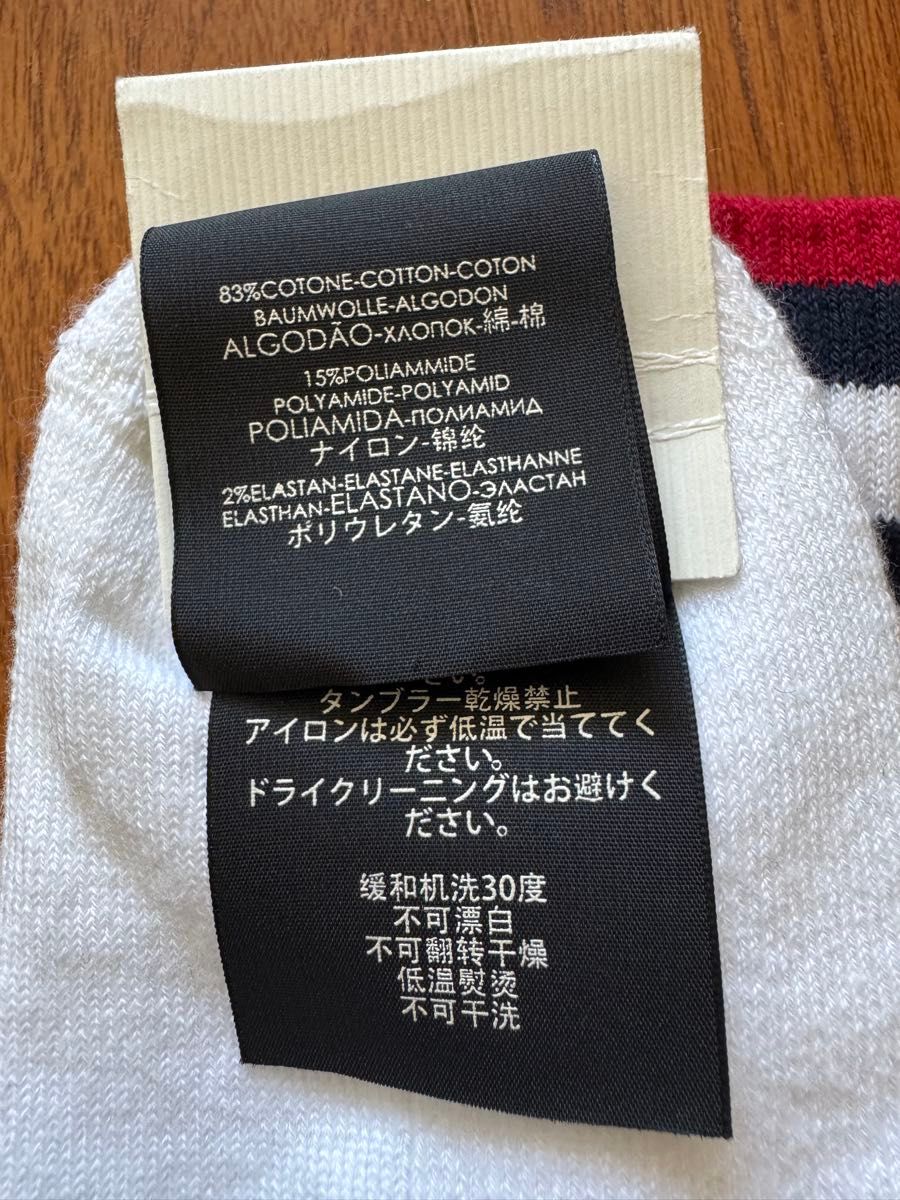 83%COTONE-COTTON-COTON
BAUMWOLLE-ALGODON
ALGODÃO-ХЛОПОК-綿-棉
15%POLIAMMIDE
POLYAMIDE-POLYAMID
POLIAMIDA-ПОЛИАМИД
ナイロン-锦纶
2%ELASTAN-ELASTANE-ELASTHANNE
ELASTHAN-ELASTANO-ЭЛАСТАН
ポリウレタン-氨纶
さい。
タンブラー乾燥禁止
アイロンは必ず低温で当ててく
ださい。
ドライクリーニングはお避けく
ださい。
缓和机洗30度
不可漂白
不可翻转干燥
低温熨烫
不可干洗